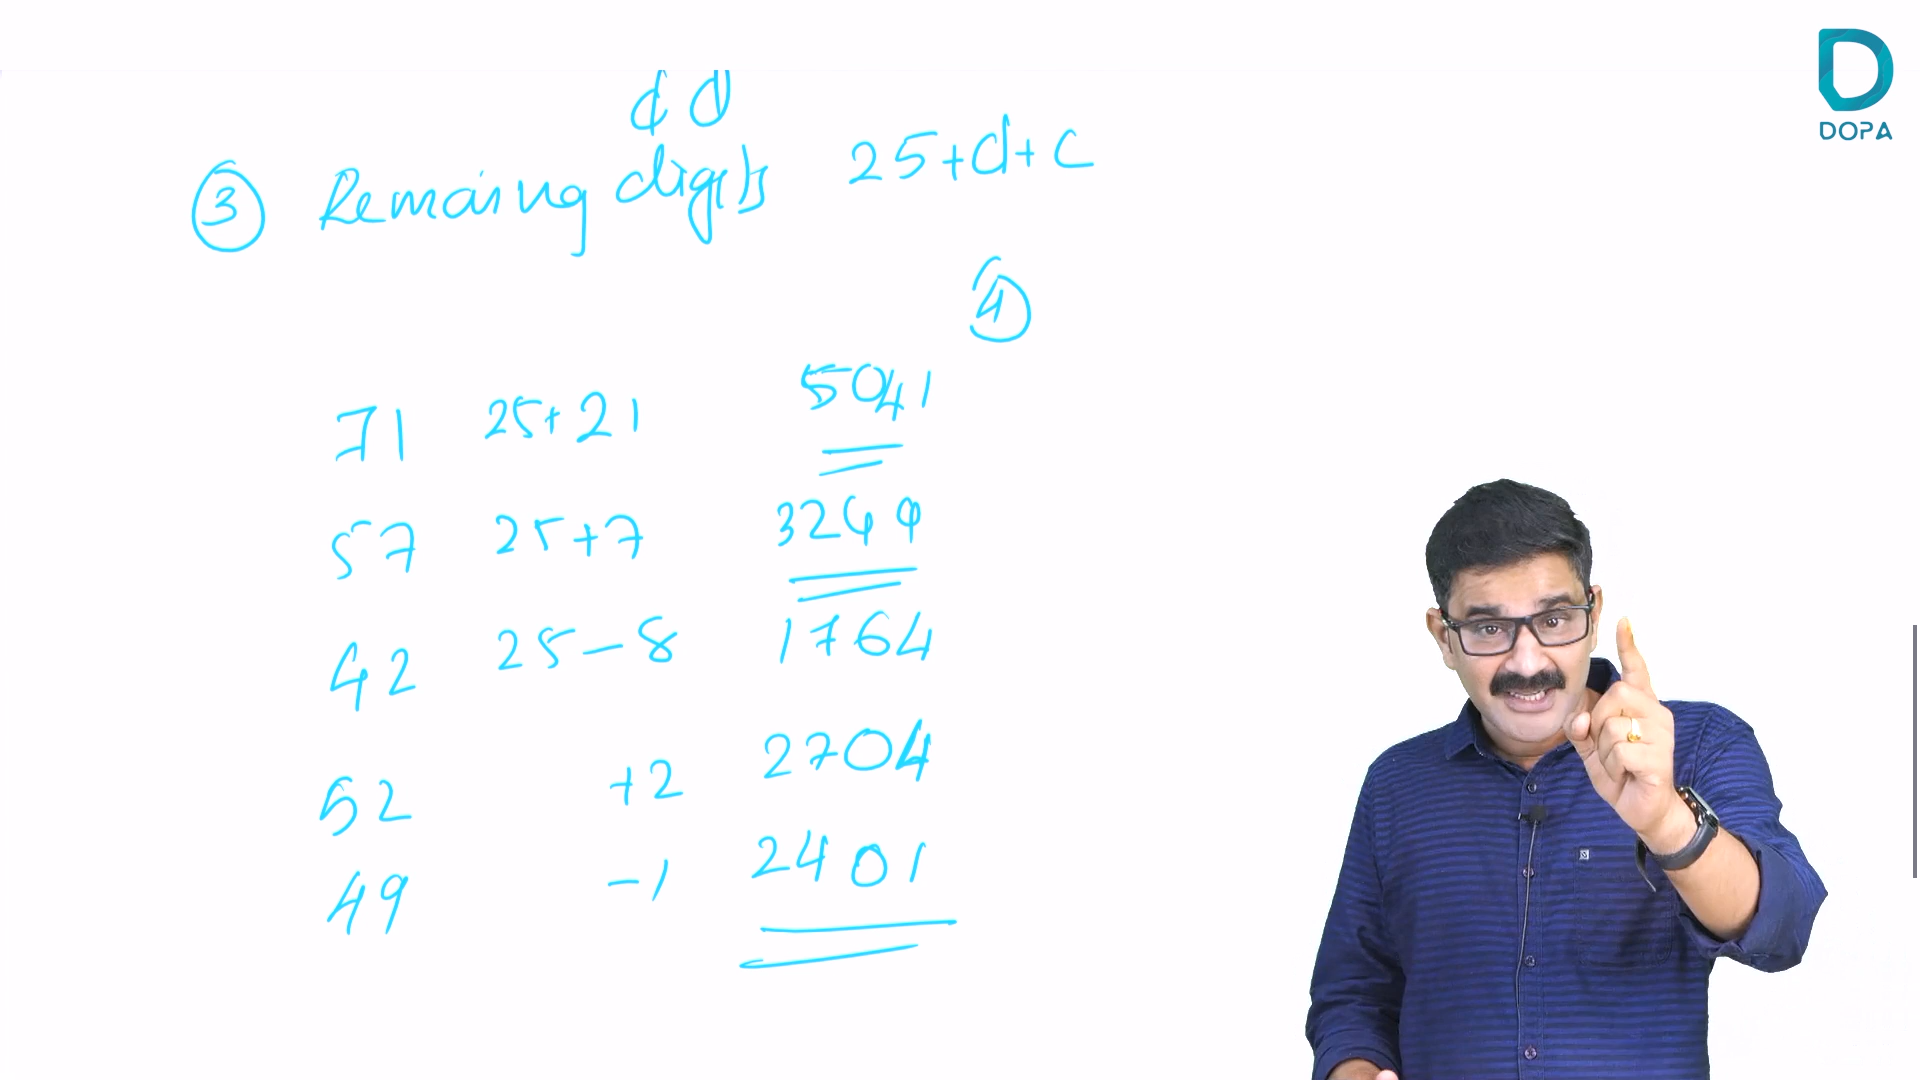 DOPA
③ Remaining digits 25+d+c
④
71 25+21 5041
57 25+7 3249
42 25-8 1764
52 +2 2704
49 -1 2401